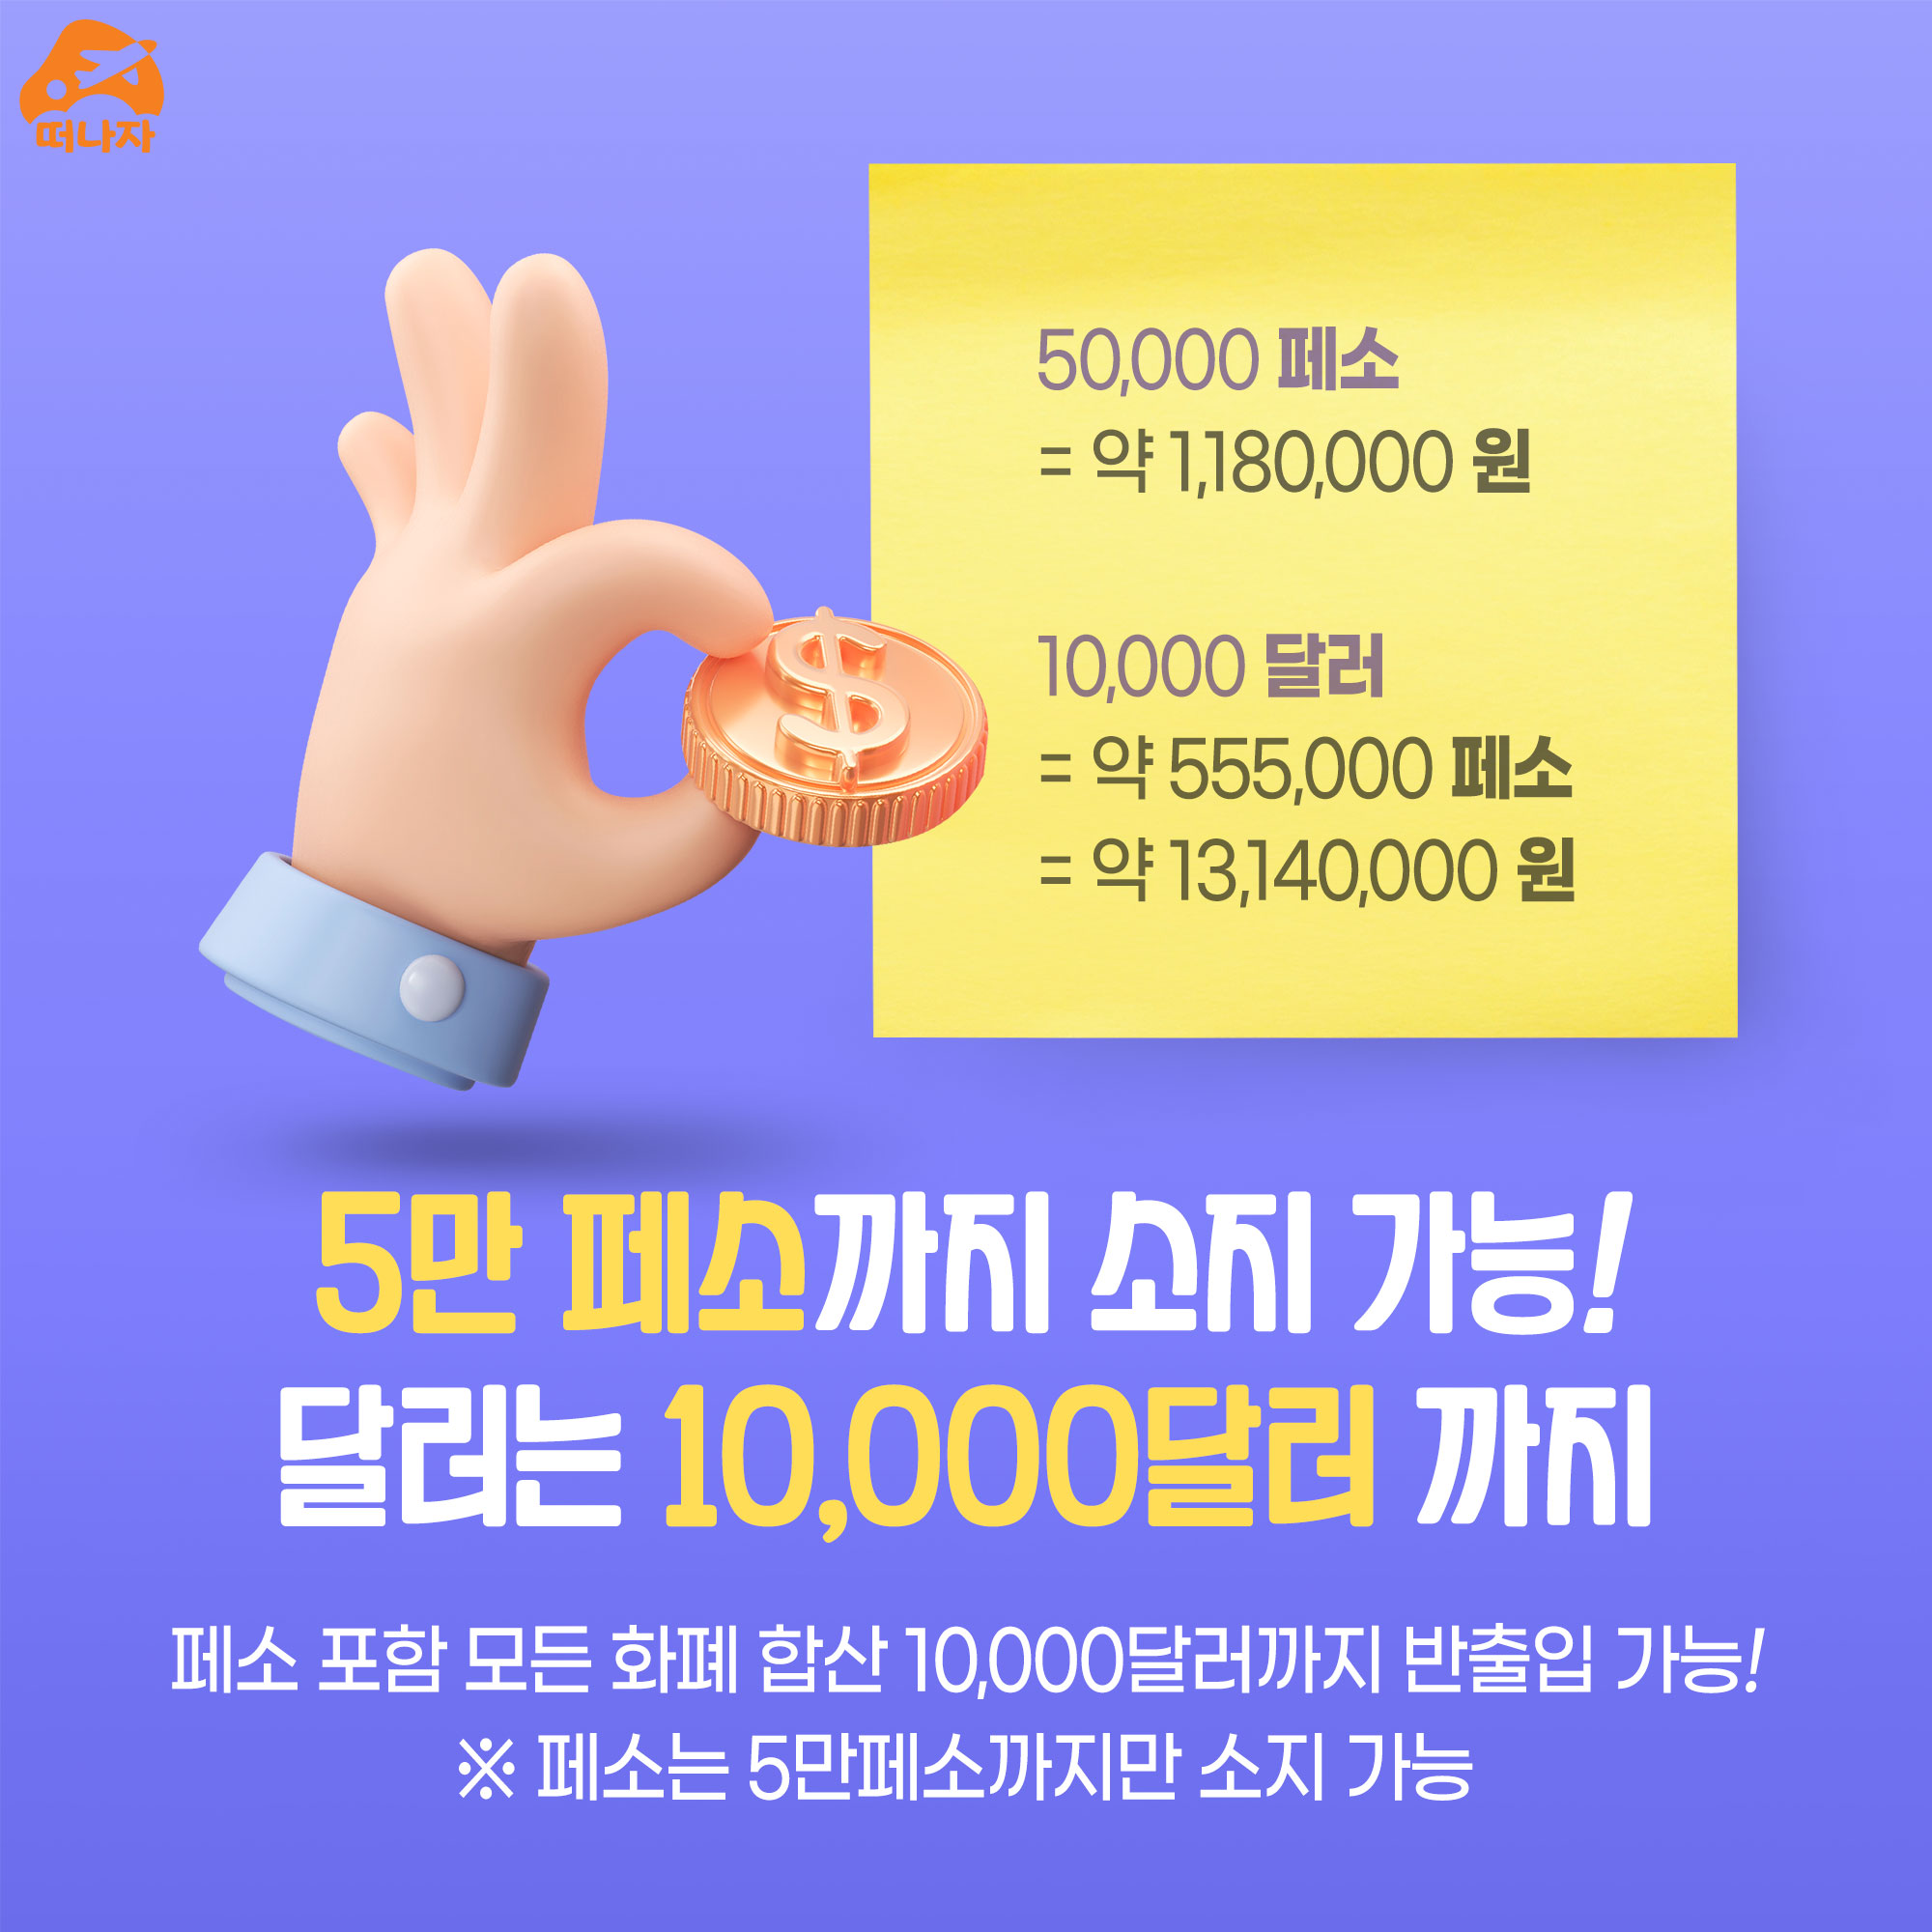 떠나자
50,000 페소
= 약 1,180,000 원
10,000 달러
= 약 555,000 페소
= 약 13,140,000 원
5만 페소까지 소지 가능!
달러는 10,000달러 까지
페소 포함 모든 화폐 합산 10,000달러까지 반출입 가능!
※ 페소는 5만페소까지만 소지 가능